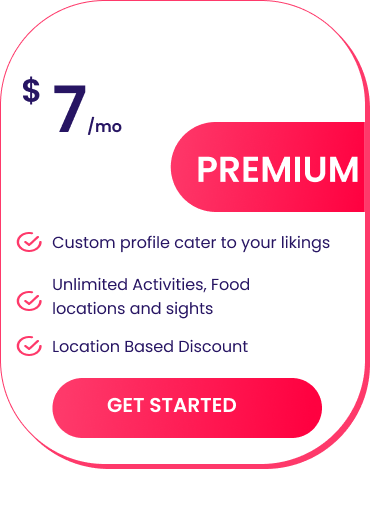 $ 7/mo
PREMIUM
Custom profile cater to your likings
Unlimited Activities, Food
locations and sights
Location Based Discount
GET STARTED